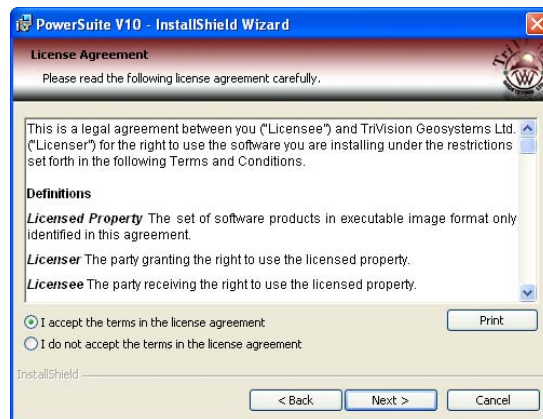 PowerSuite V10 - InstallShield Wizard
License Agreement
Please read the following license agreement carefully.
This is a legal agreement between you ("Licensee") and TriVision Geosystems Ltd.
("Licenser") for the right to use the software you are installing under the restrictions
set forth in the following Terms and Conditions.
Definitions
Licensed Property The set of software products in executable image format only
identified in this agreement.
Licenser The party granting the right to use the licensed property.
Licensee The party receiving the right to use the licensed property.
I accept the terms in the license agreement
Print
I do not accept the terms in the license agreement
InstallShield
< Back
Next >
Cancel